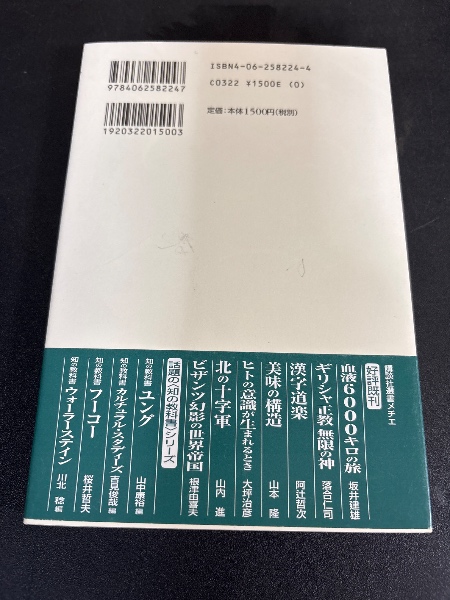 9784062582247
1920322015003
ISBN4-06-258224-4
C0322 ¥1500E (0)
定価:本体1500円(税別)
講談社選書メチエ
好評既刊
血液6000キロの旅 坂井建雄
ギリシャ正教 無限の神 落合仁司
漢字道楽 阿辻哲次
美味の構造 山本 隆
ヒトの意識が生まれるとき 大坪治彦
北の十字軍 山内 進
ビザンツ 幻影の世界帝国 根津由喜夫
話題の〈知の教科書〉シリーズ
知の教科書 ユング 山中康裕 編
知の教科書 カルチュラル・スタディーズ 吉見俊哉 編
知の教科書 フーコー 桜井哲夫
知の教科書 ウォーラーステイン 川北 稔 編